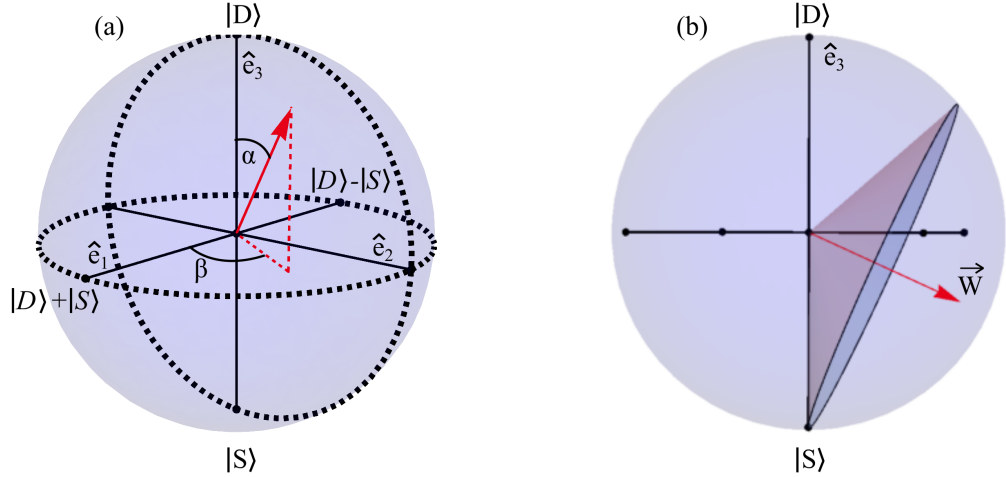 (a)
|D⟩
ê₃
α
|D⟩-|S⟩
ê₁
β
ê₂
|D⟩+|S⟩
|S⟩
(b)
|D⟩
ê₃
W⃗
|S⟩